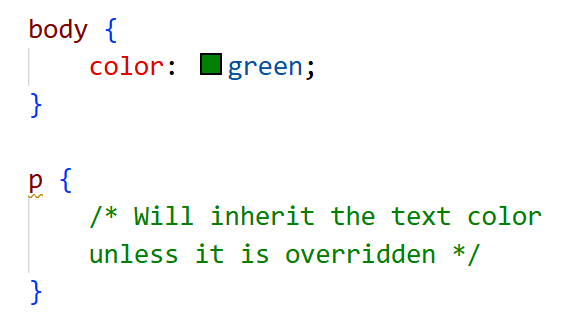 body {
    color: green;
}

p {
    /* Will inherit the text color
    unless it is overridden */
}